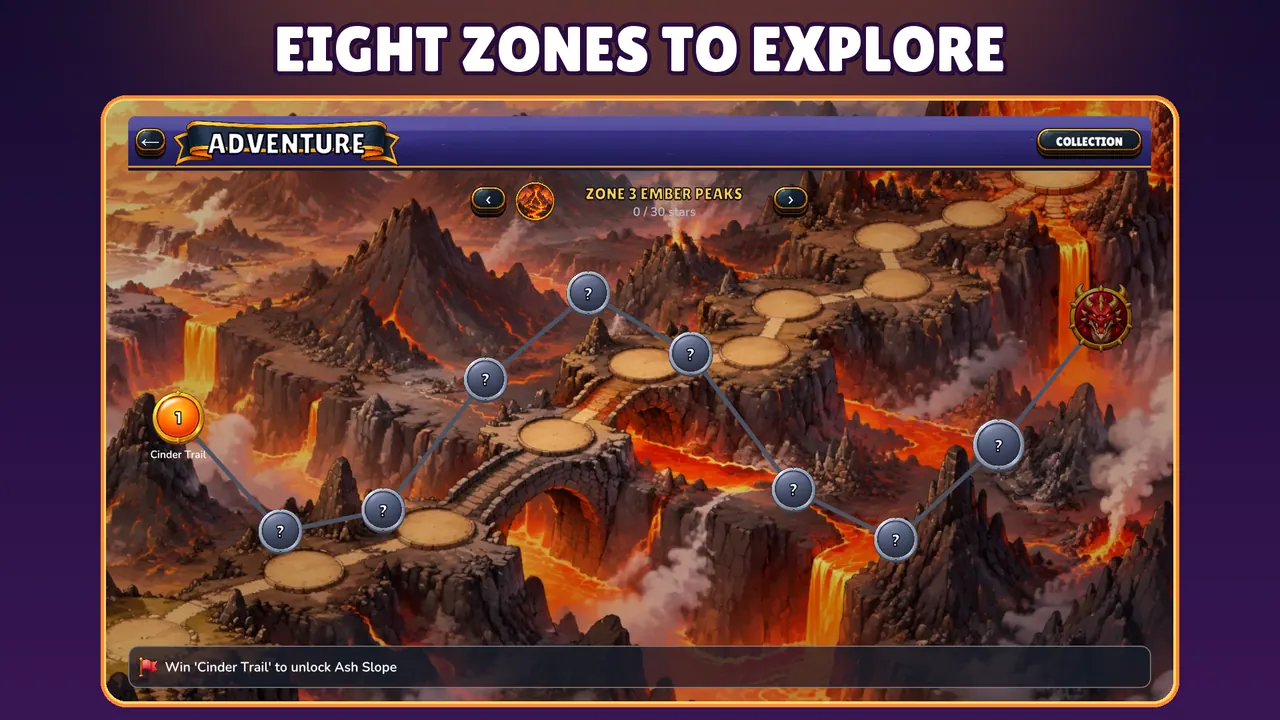 EIGHT ZONES TO EXPLORE
←
ADVENTURE
COLLECTION
‹
ZONE 3 EMBER PEAKS
›
0 / 30 stars
?
?
?
1
Cinder Trail
?
?
?
?
?
Win 'Cinder Trail' to unlock Ash Slope